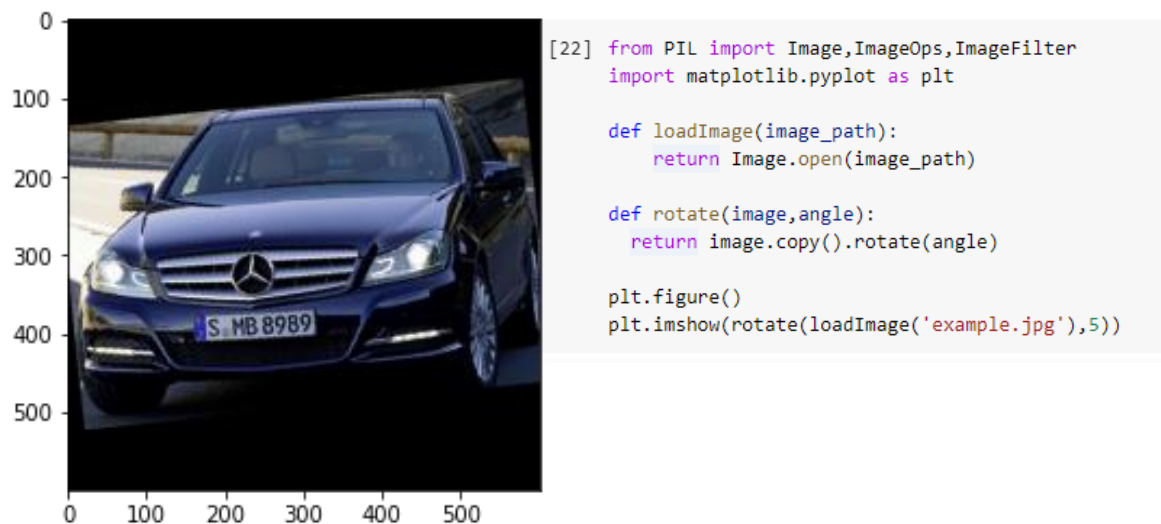 0
100
200
300
400
500
0 100 200 300 400 500
S MB 8989
[22] from PIL import Image,ImageOps,ImageFilter
import matplotlib.pyplot as plt
def loadImage(image_path):
    return Image.open(image_path)
def rotate(image,angle):
  return image.copy().rotate(angle)
plt.figure()
plt.imshow(rotate(loadImage('example.jpg'),5))